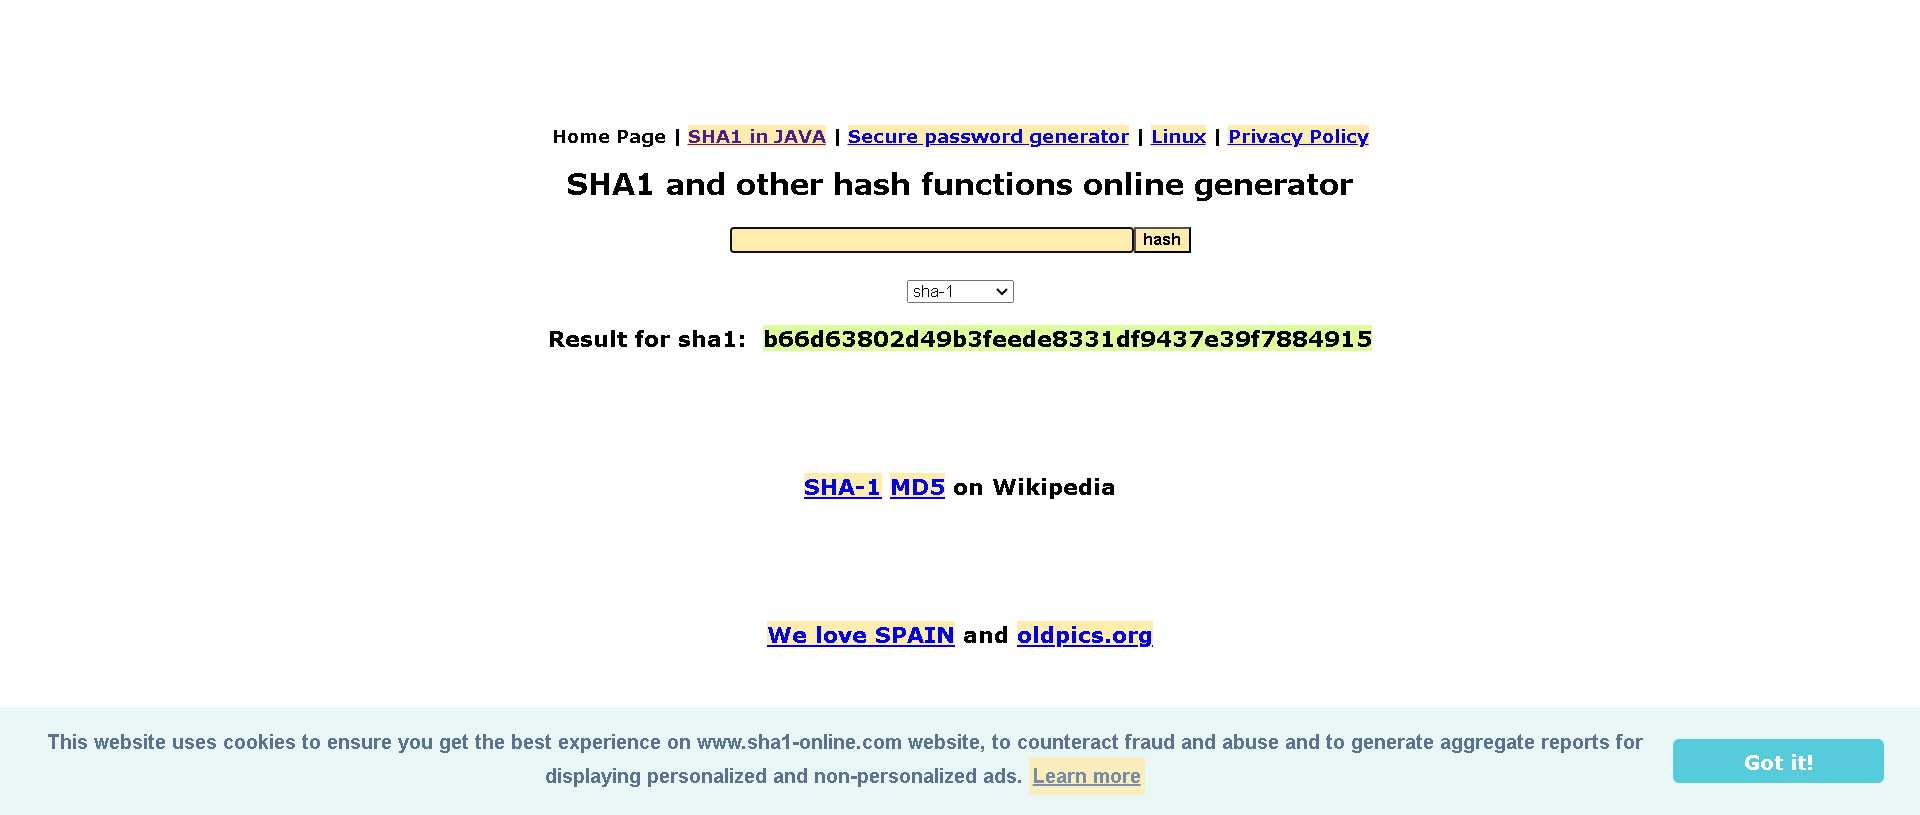 Home Page | SHA1 in JAVA | Secure password generator | Linux | Privacy Policy
SHA1 and other hash functions online generator
hash
sha-1
Result for sha1: b66d63802d49b3feede8331df9437e39f7884915
SHA-1 MD5 on Wikipedia
We love SPAIN and oldpics.org
This website uses cookies to ensure you get the best experience on www.sha1-online.com website, to counteract fraud and abuse and to generate aggregate reports for
displaying personalized and non-personalized ads. Learn more
Got it!